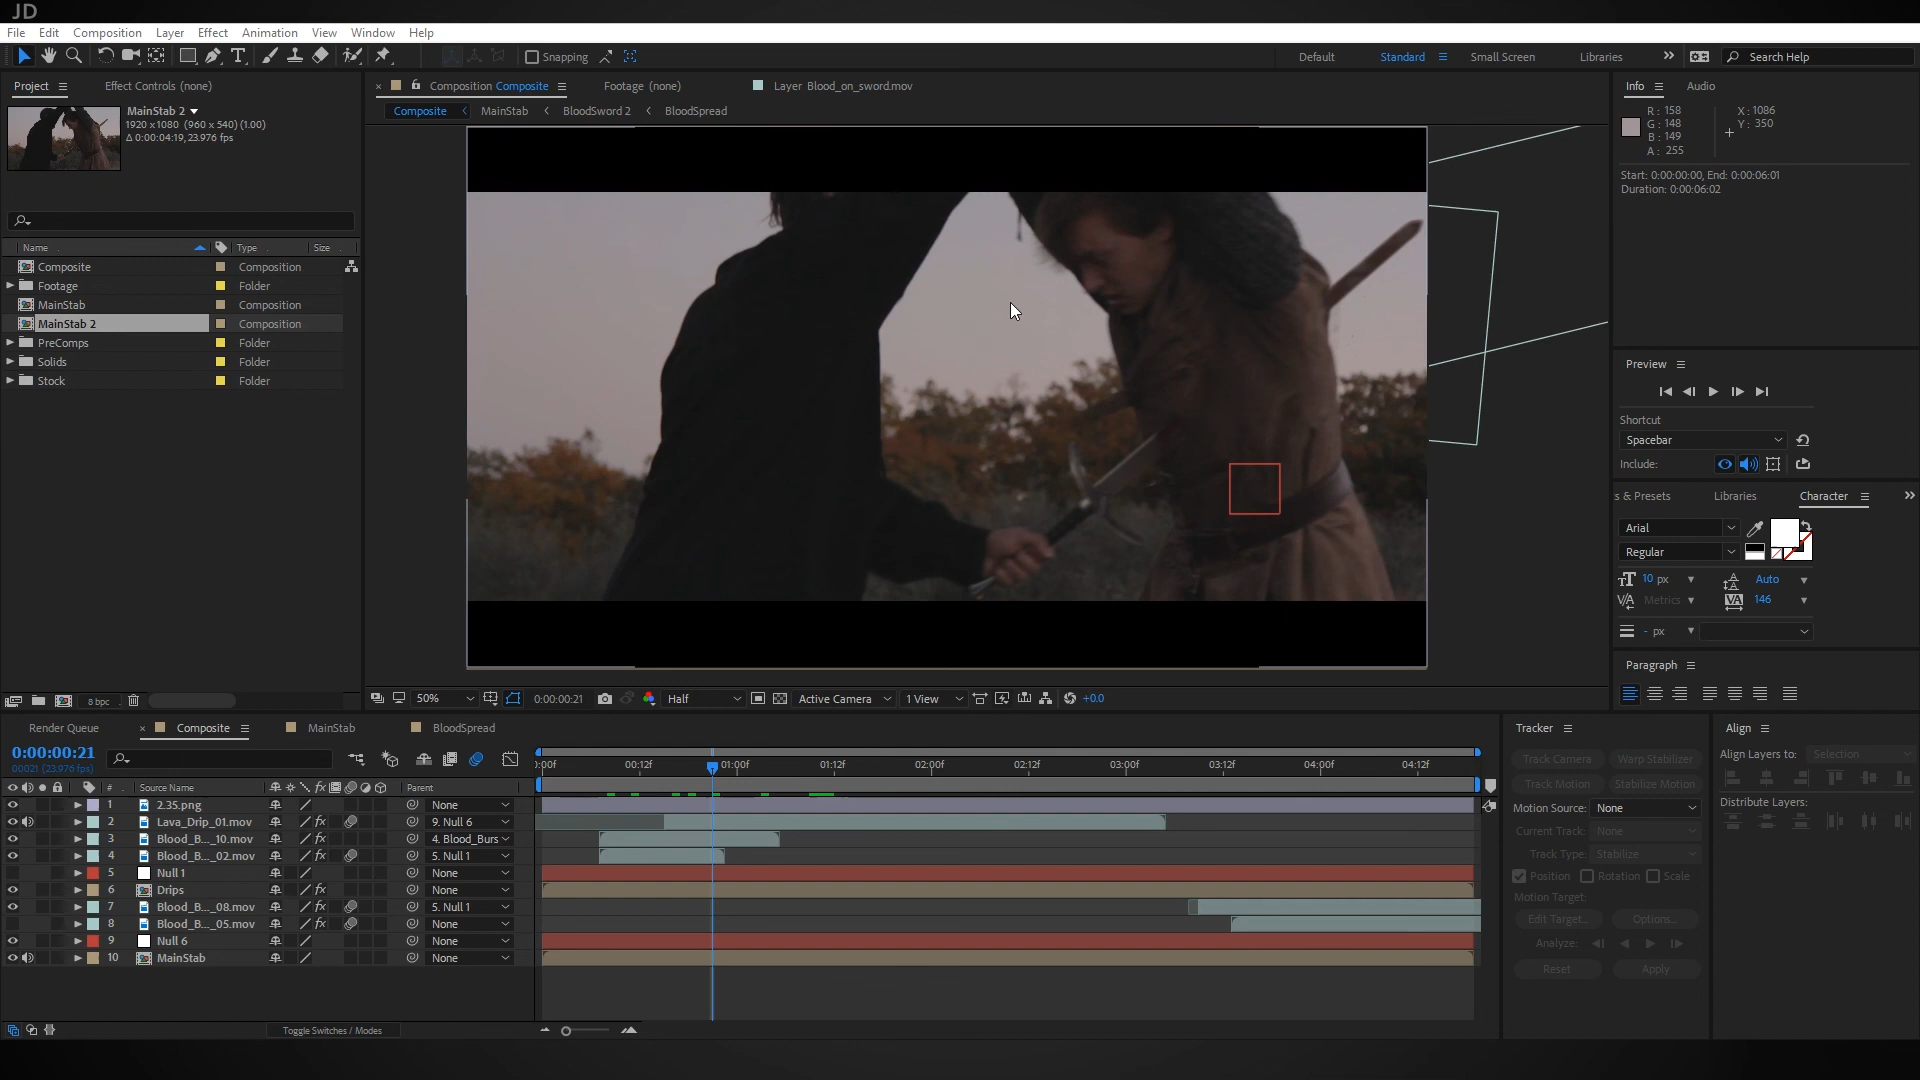 JD
File Edit Composition Layer Effect Animation View Window Help
Snapping
Default Standard Small Screen Libraries Search Help
Project Effect Controls (none)
MainStab 2
1920 x1080 (960 x 540) (1.00)
Δ 0:00:04:19, 23.976 fps
Name Type Size
Composite Composition
Footage Folder
MainStab Composition
MainStab 2 Composition
PreComps Folder
Solids Folder
Stock Folder
8 bpc
Composition Composite Footage (none) Layer Blood_on_sword.mov
Composite MainStab BloodSword 2 BloodSpread
50% 0:00:00:21 Half Active Camera 1 View +0.0
Info Audio
R: 158 X: 1086
G: 148 Y: 350
B: 149
A: 255
Start: 0:00:00:00, End: 0:00:06:01
Duration: 0:00:06:02
Preview
Shortcut
Spacebar
Include:
s & Presets Libraries Character
Arial
Regular
10 px Auto
Metrics 146
- px
Paragraph
Render Queue Composite MainStab BloodSpread
0:00:00:21
00021 (23.976 fps)
:00f 00:12f 01:00f 01:12f 02:00f 02:12f 03:00f 03:12f 04:00f 04:12f
# Source Name Parent
1 2.35.png None
2 Lava_Drip_01.mov 9. Null 6
3 Blood_B..._10.mov 4. Blood_Burs
4 Blood_B..._02.mov 5. Null 1
5 Null 1 None
6 Drips None
7 Blood_B..._08.mov 5. Null 1
8 Blood_B..._05.mov None
9 Null 6 None
10 MainStab None
Toggle Switches / Modes
Tracker
Track Camera Warp Stabilizer
Track Motion Stabilize Motion
Motion Source: None
Current Track: None
Track Type: Stabilize
Position Rotation Scale
Motion Target:
Edit Target... Options...
Analyze:
Reset Apply
Align
Align Layers to: Selection
Distribute Layers: